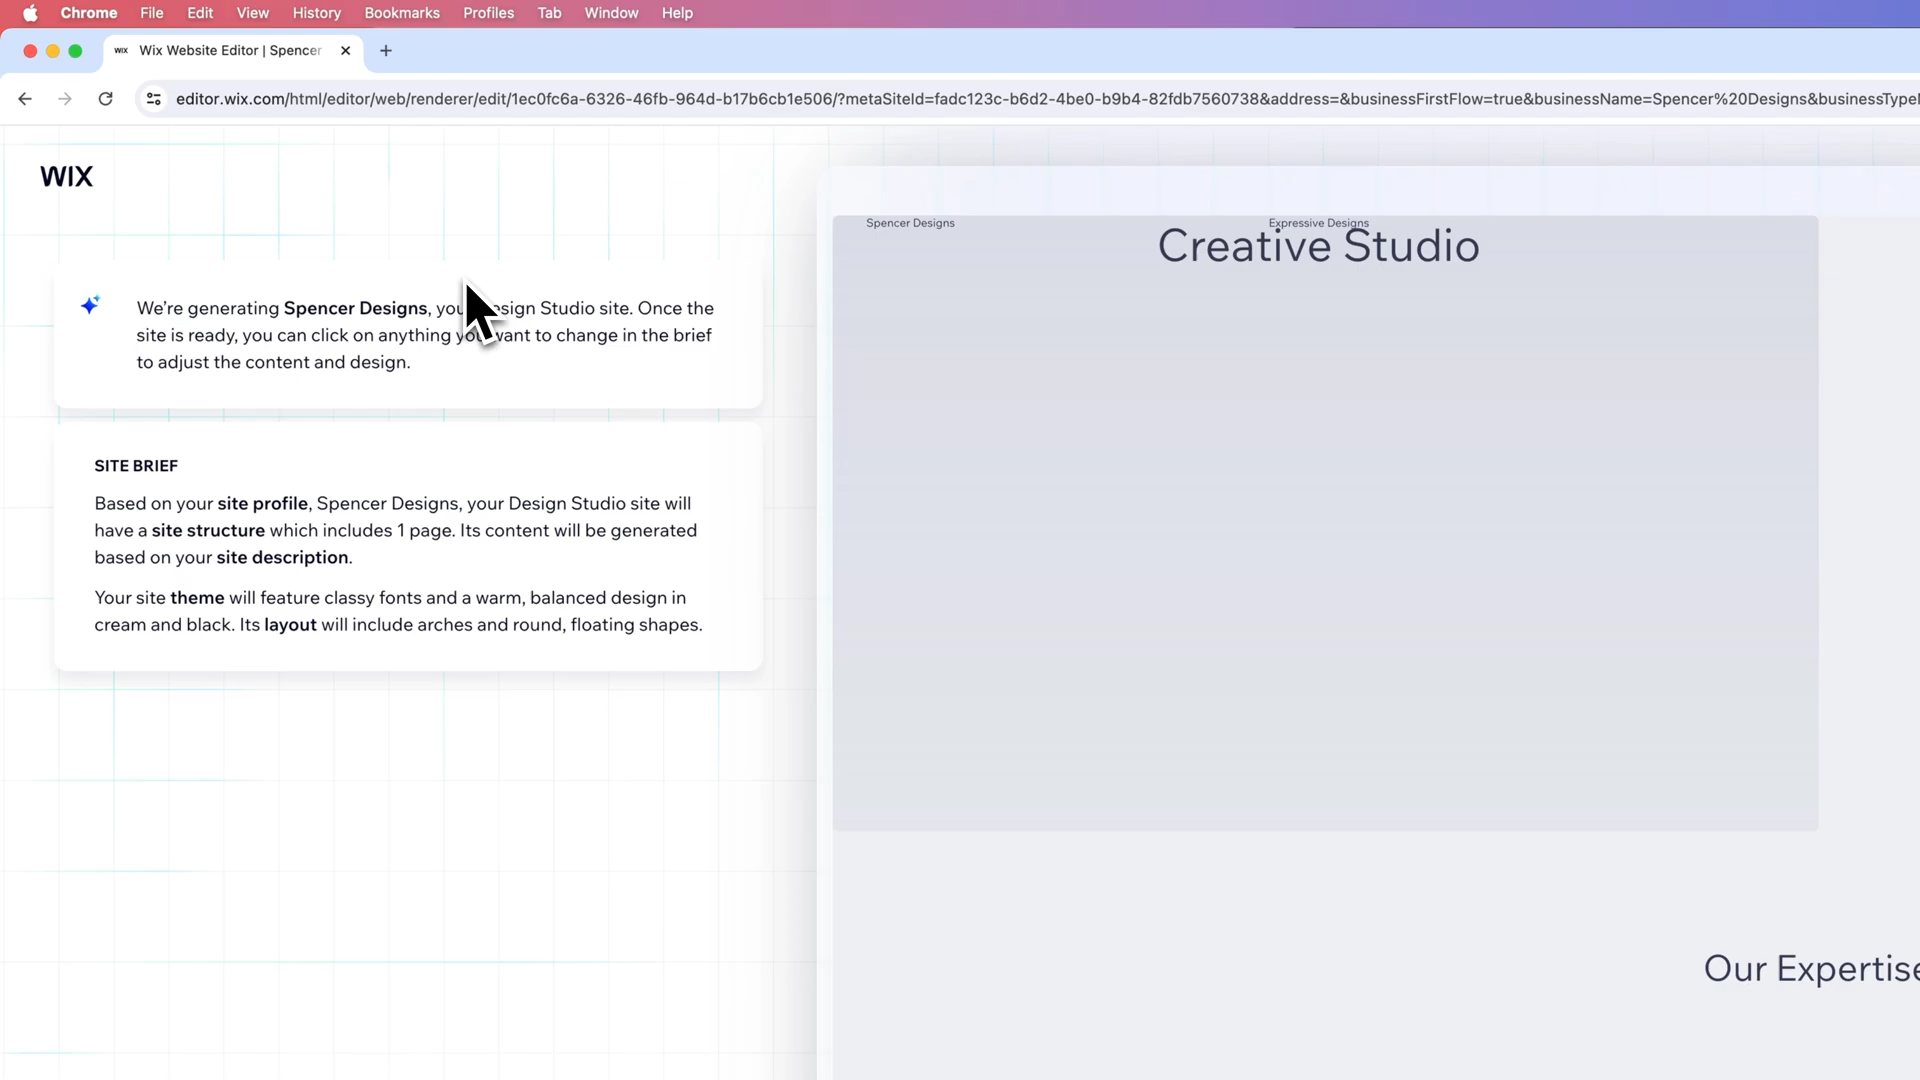 Chrome File Edit View History Bookmarks Profiles Tab Window Help
WIX Wix Website Editor | Spencer
editor.wix.com/html/editor/web/renderer/edit/1ec0fc6a-6326-46fb-964d-b17b6cb1e506/?metaSiteId=fadc123c-b6d2-4be0-b9b4-82fdb7560738&address=&businessFirstFlow=true&businessName=Spencer%20Designs&businessTypeN
WIX
We’re generating Spencer Designs, your Design Studio site. Once the
site is ready, you can click on anything you want to change in the brief
to adjust the content and design.
SITE BRIEF
Based on your site profile, Spencer Designs, your Design Studio site will
have a site structure which includes 1 page. Its content will be generated
based on your site description.
Your site theme will feature classy fonts and a warm, balanced design in
cream and black. Its layout will include arches and round, floating shapes.
Spencer Designs
Expressive Designs
Creative Studio
Our Expertise